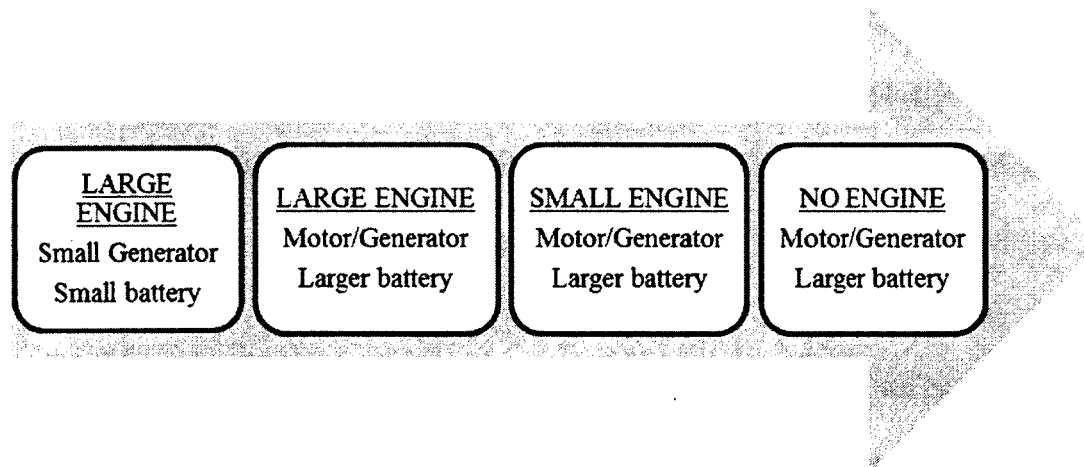 LARGE
ENGINE
Small Generator
Small battery
LARGE ENGINE
Motor/Generator
Larger battery
SMALL ENGINE
Motor/Generator
Larger battery
NO ENGINE
Motor/Generator
Larger battery